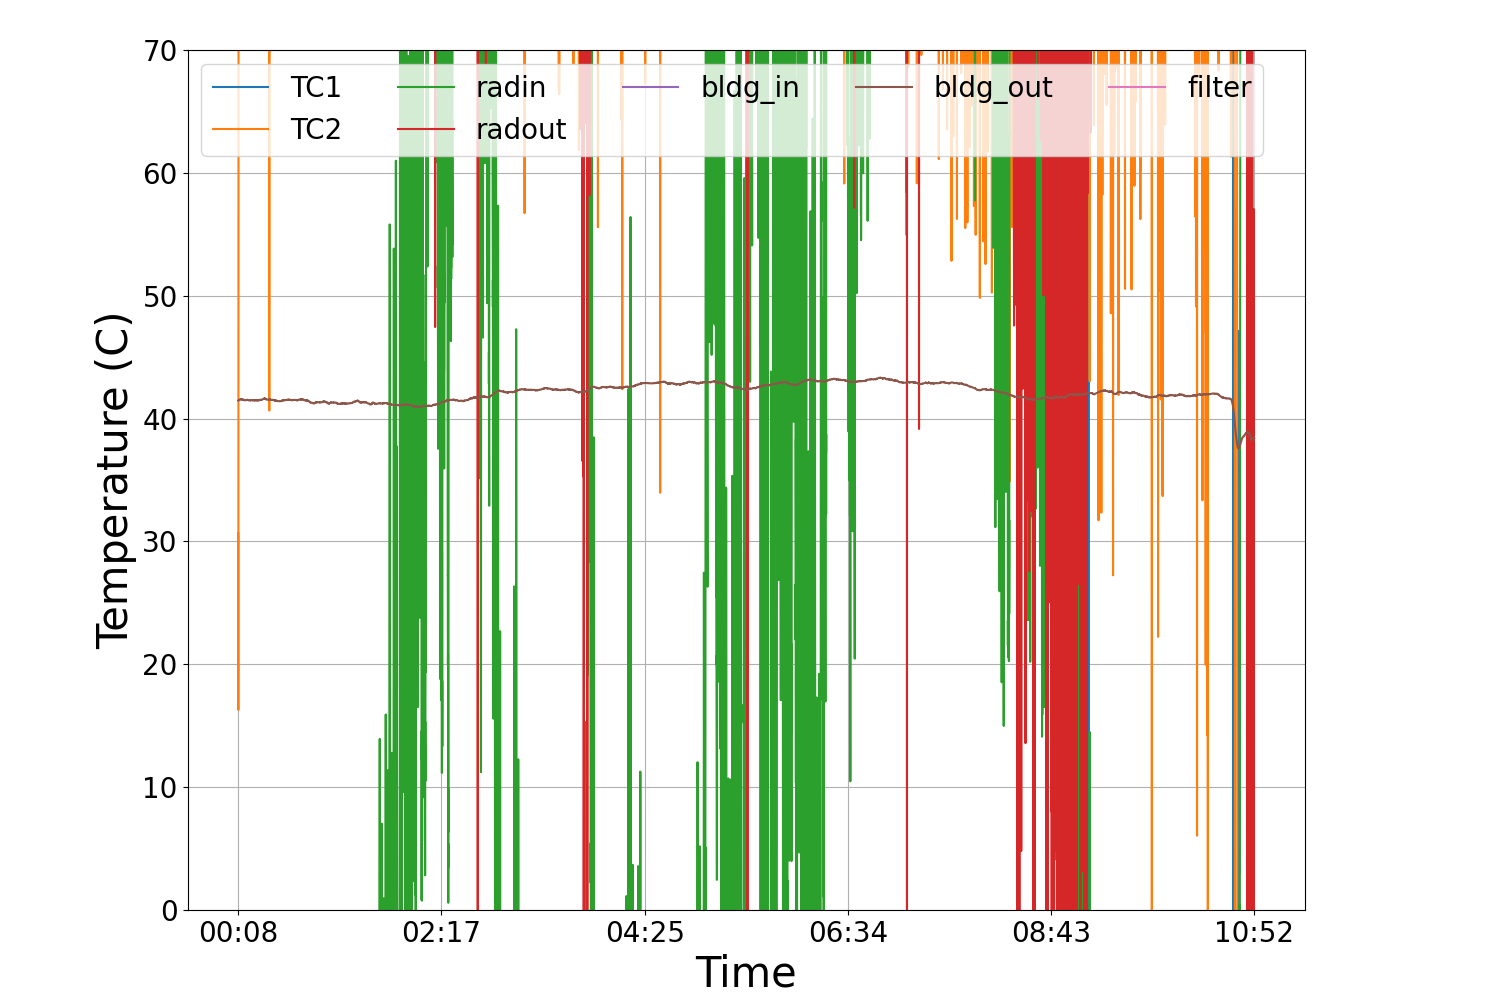 70
60
50
40
30
20
10
0
Temperature (C)
TC1
TC2
radin
radout
bldg_in
bldg_out
filter
00:08
02:17
04:25
06:34
08:43
10:52
Time